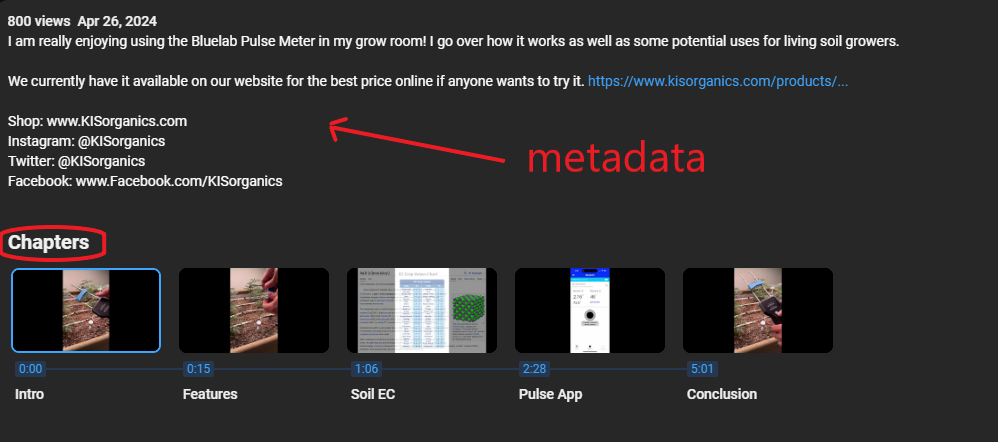 800 views Apr 26, 2024
I am really enjoying using the Bluelab Pulse Meter in my grow room! I go over how it works as well as some potential uses for living soil growers.
We currently have it available on our website for the best price online if anyone wants to try it. https://www.kisorganics.com/products/...
Shop: www.KISorganics.com
Instagram: @KISorganics
Twitter: @KISorganics
Facebook: www.Facebook.com/KISorganics
metadata
Chapters
0:00 0:15 1:06 2:28 5:01
Intro Features Soil EC Pulse App Conclusion